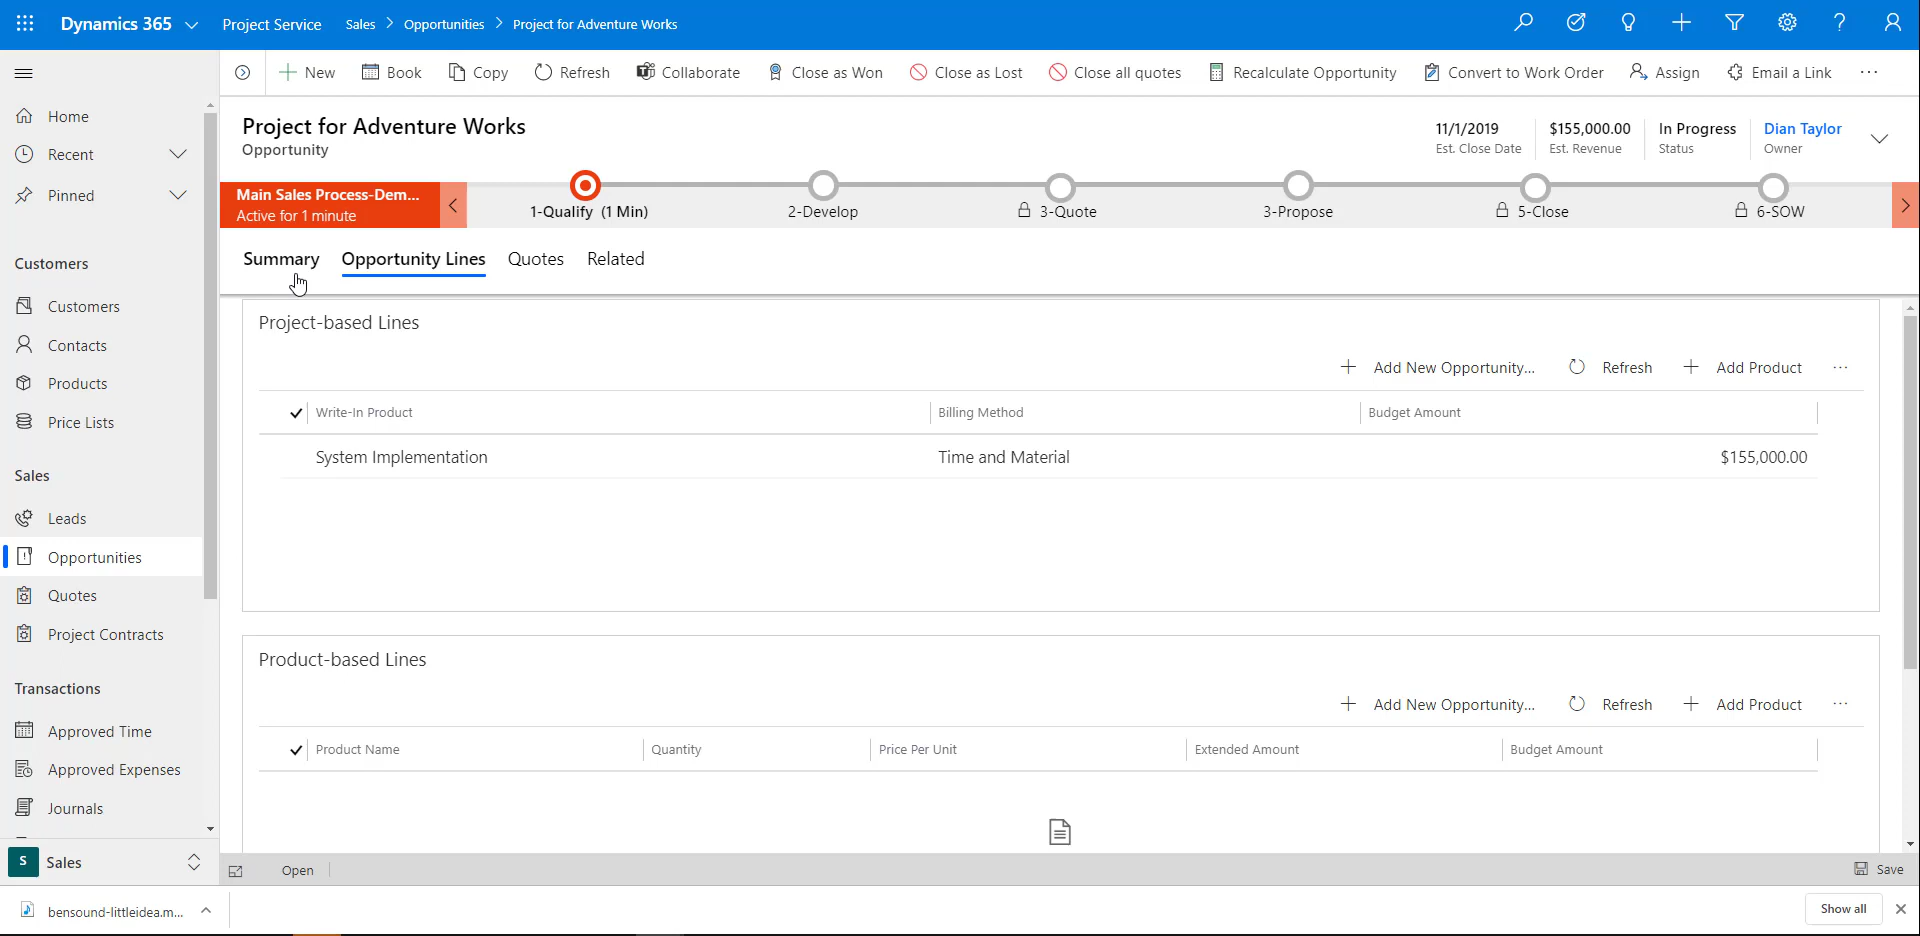 Dynamics 365 Project Service Sales Opportunities Project for Adventure Works
New Book Copy Refresh Collaborate Close as Won Close as Lost Close all quotes Recalculate Opportunity Convert to Work Order Assign Email a Link ...
Home
Recent
Pinned
Customers
Customers
Contacts
Products
Price Lists
Sales
Leads
Opportunities
Quotes
Project Contracts
Transactions
Approved Time
Approved Expenses
Journals
S Sales
Project for Adventure Works
Opportunity
11/1/2019 $155,000.00 In Progress Dian Taylor
Est. Close Date Est. Revenue Status Owner
Main Sales Process-Dem...
Active for 1 minute
1-Qualify (1 Min) 2-Develop 3-Quote 3-Propose 5-Close 6-SOW
Summary Opportunity Lines Quotes Related
Project-based Lines
Add New Opportunity... Refresh Add Product ...
Write-In Product Billing Method Budget Amount
System Implementation Time and Material $155,000.00
Product-based Lines
Add New Opportunity... Refresh Add Product ...
Product Name Quantity Price Per Unit Extended Amount Budget Amount
Open Save
bensound-littleidea.m... Show all